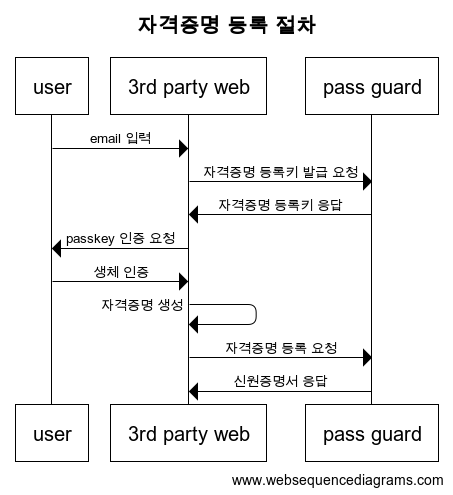 자격증명 등록 절차
user
3rd party web
pass guard
email 입력
자격증명 등록키 발급 요청
자격증명 등록키 응답
passkey 인증 요청
생체 인증
자격증명 생성
자격증명 등록 요청
신원증명서 응답
user
3rd party web
pass guard
www.websequencediagrams.com